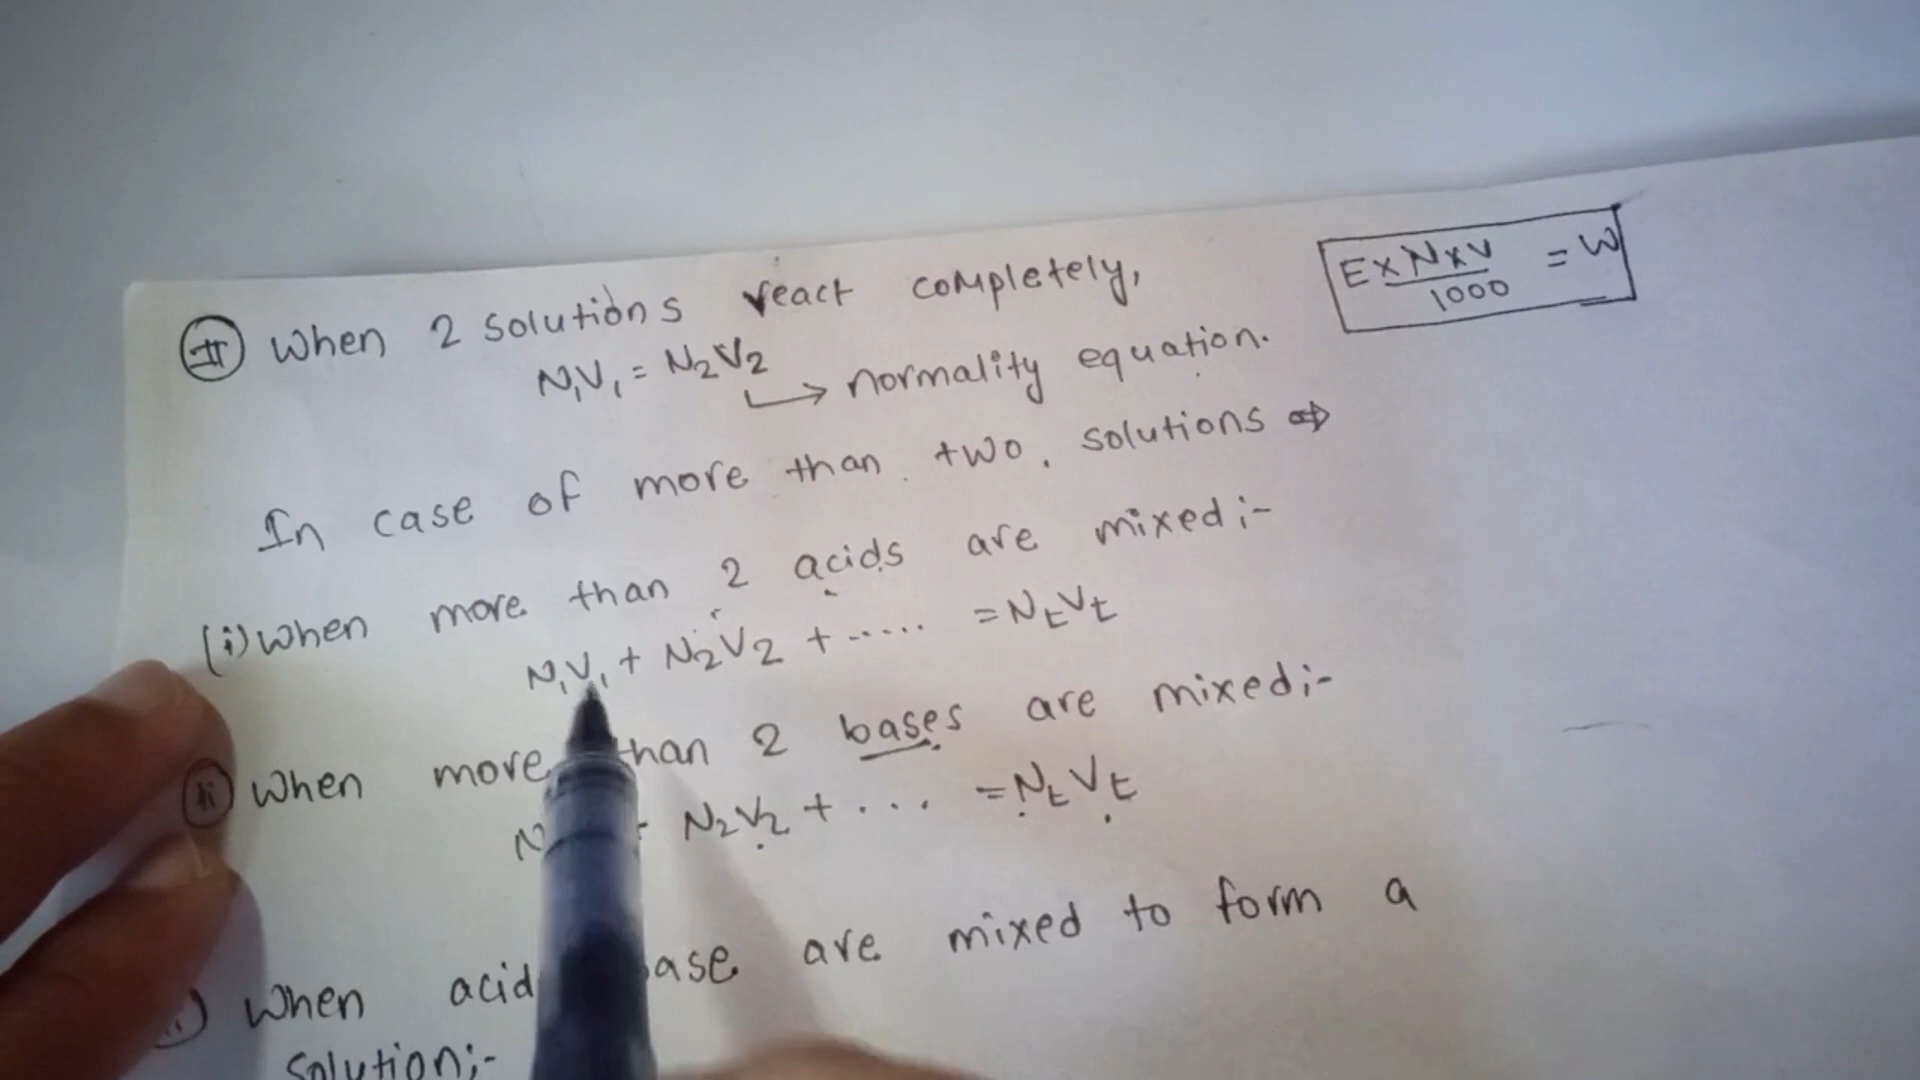 II When 2 solutions react completely,
N₁V₁ = N₂V₂
↳ normality equation.
E×N×V/1000 = W
In case of more than two. solutions ⇒
(i) When more than 2 acids are mixed:-
N₁V₁ + N₂V₂ + ..... = NtVt
(ii) When more than 2 bases are mixed:-
N + N₂V₂ + ... = NtVt
When acid base are mixed to form a
solution:-